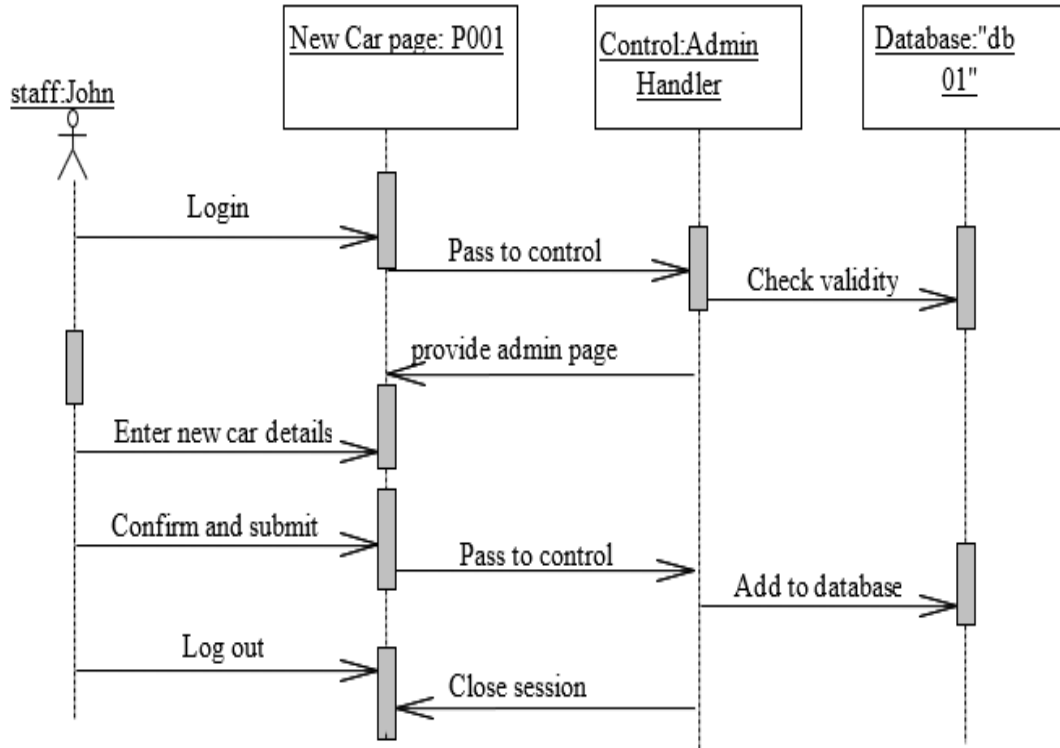 staff:John
New Car page: P001
Control:Admin
Handler
Database:"db
01"
Login
Pass to control
Check validity
provide admin page
Enter new car details
Confirm and submit
Pass to control
Add to database
Log out
Close session